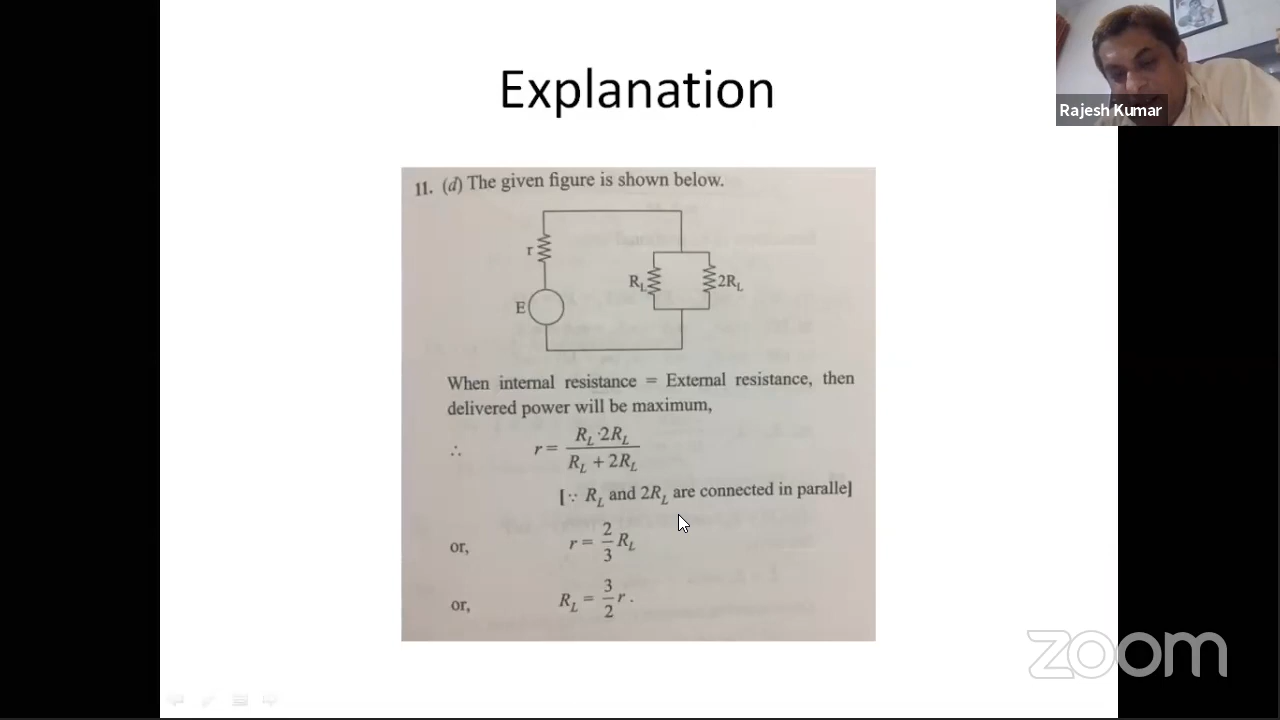 Explanation
Rajesh Kumar
11. (d) The given figure is shown below.
r
E
R_L
2R_L
When internal resistance = External resistance, then
delivered power will be maximum,
∴ r = (R_L·2R_L)/(R_L + 2R_L)
[∵ R_L and 2R_L are connected in paralle]
or, r = 2/3 R_L
or, R_L = 3/2 r.
zoom